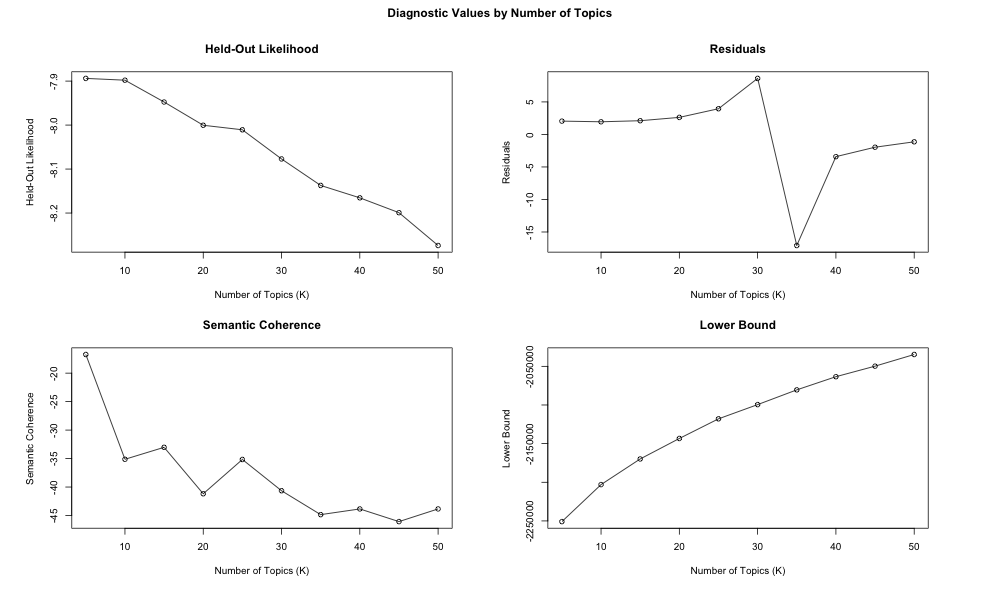 Diagnostic Values by Number of Topics
Held-Out Likelihood
Held-Out Likelihood
-7.9
-8.0
-8.1
-8.2
10 20 30 40 50
Number of Topics (K)
Residuals
Residuals
5
0
-5
-10
-15
10 20 30 40 50
Number of Topics (K)
Semantic Coherence
Semantic Coherence
-20
-25
-30
-35
-40
-45
10 20 30 40 50
Number of Topics (K)
Lower Bound
Lower Bound
-2050000
-2150000
-2250000
10 20 30 40 50
Number of Topics (K)